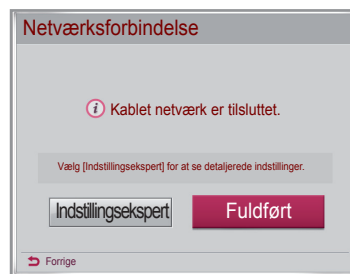 Netværksforbindelse
Kablet netværk er tilsluttet.
Vælg [Indstillingsekspert] for at se detaljerede indstillinger.
Indstillingsekspert Fuldført
Forrige